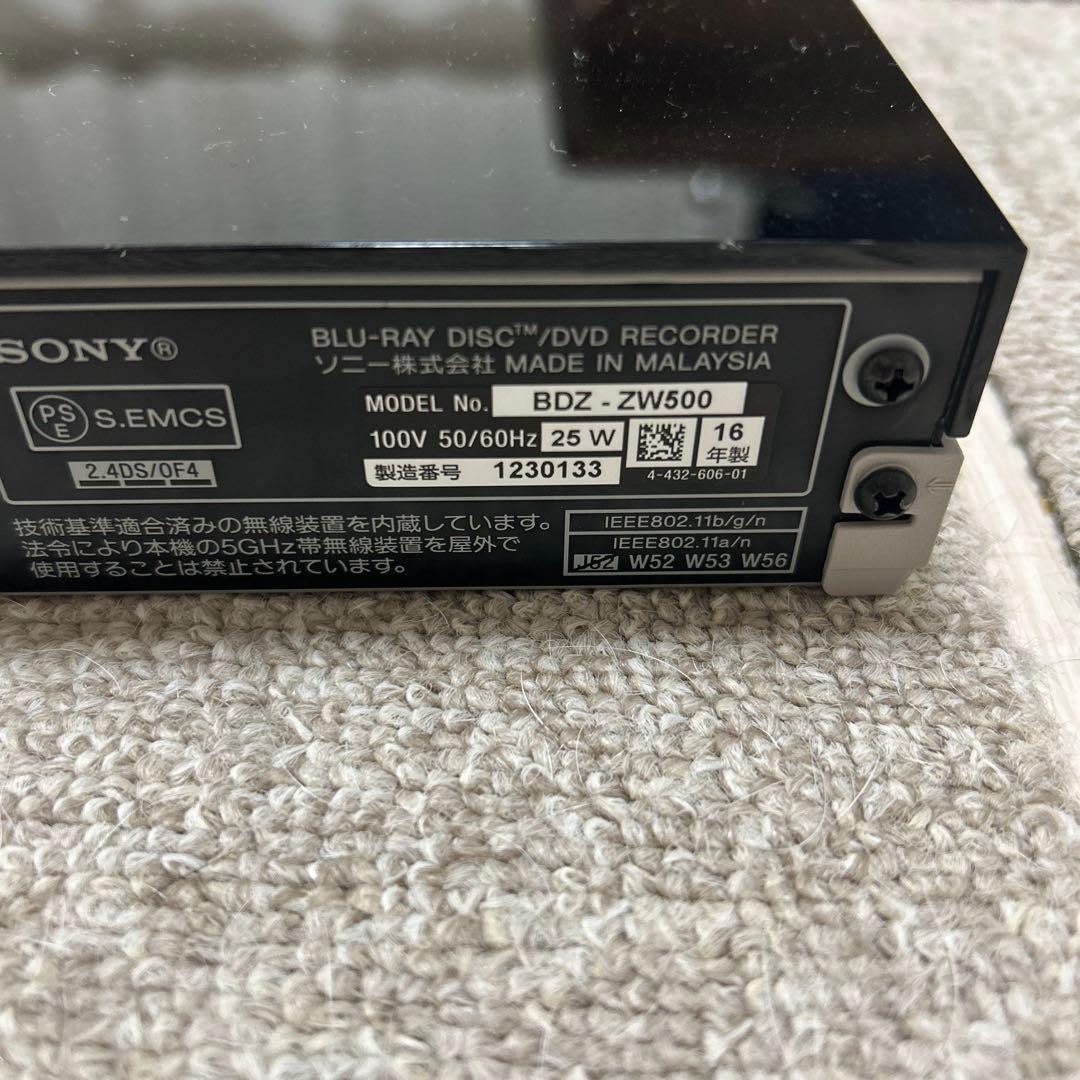 SONY®
BLU-RAY DISC™/DVD RECORDER
ソニー株式会社 MADE IN MALAYSIA
PSE S.EMCS
MODEL No. BDZ - ZW500
100V 50/60Hz 25 W
16年製
2.4DS/OF4
製造番号 1230133
4-432-606-01
技術基準適合済みの無線装置を内蔵しています。
法令により本機の5GHz帯無線装置を屋外で
使用することは禁止されています。
IEEE802.11b/g/n
IEEE802.11a/n
J52 W52 W53 W56